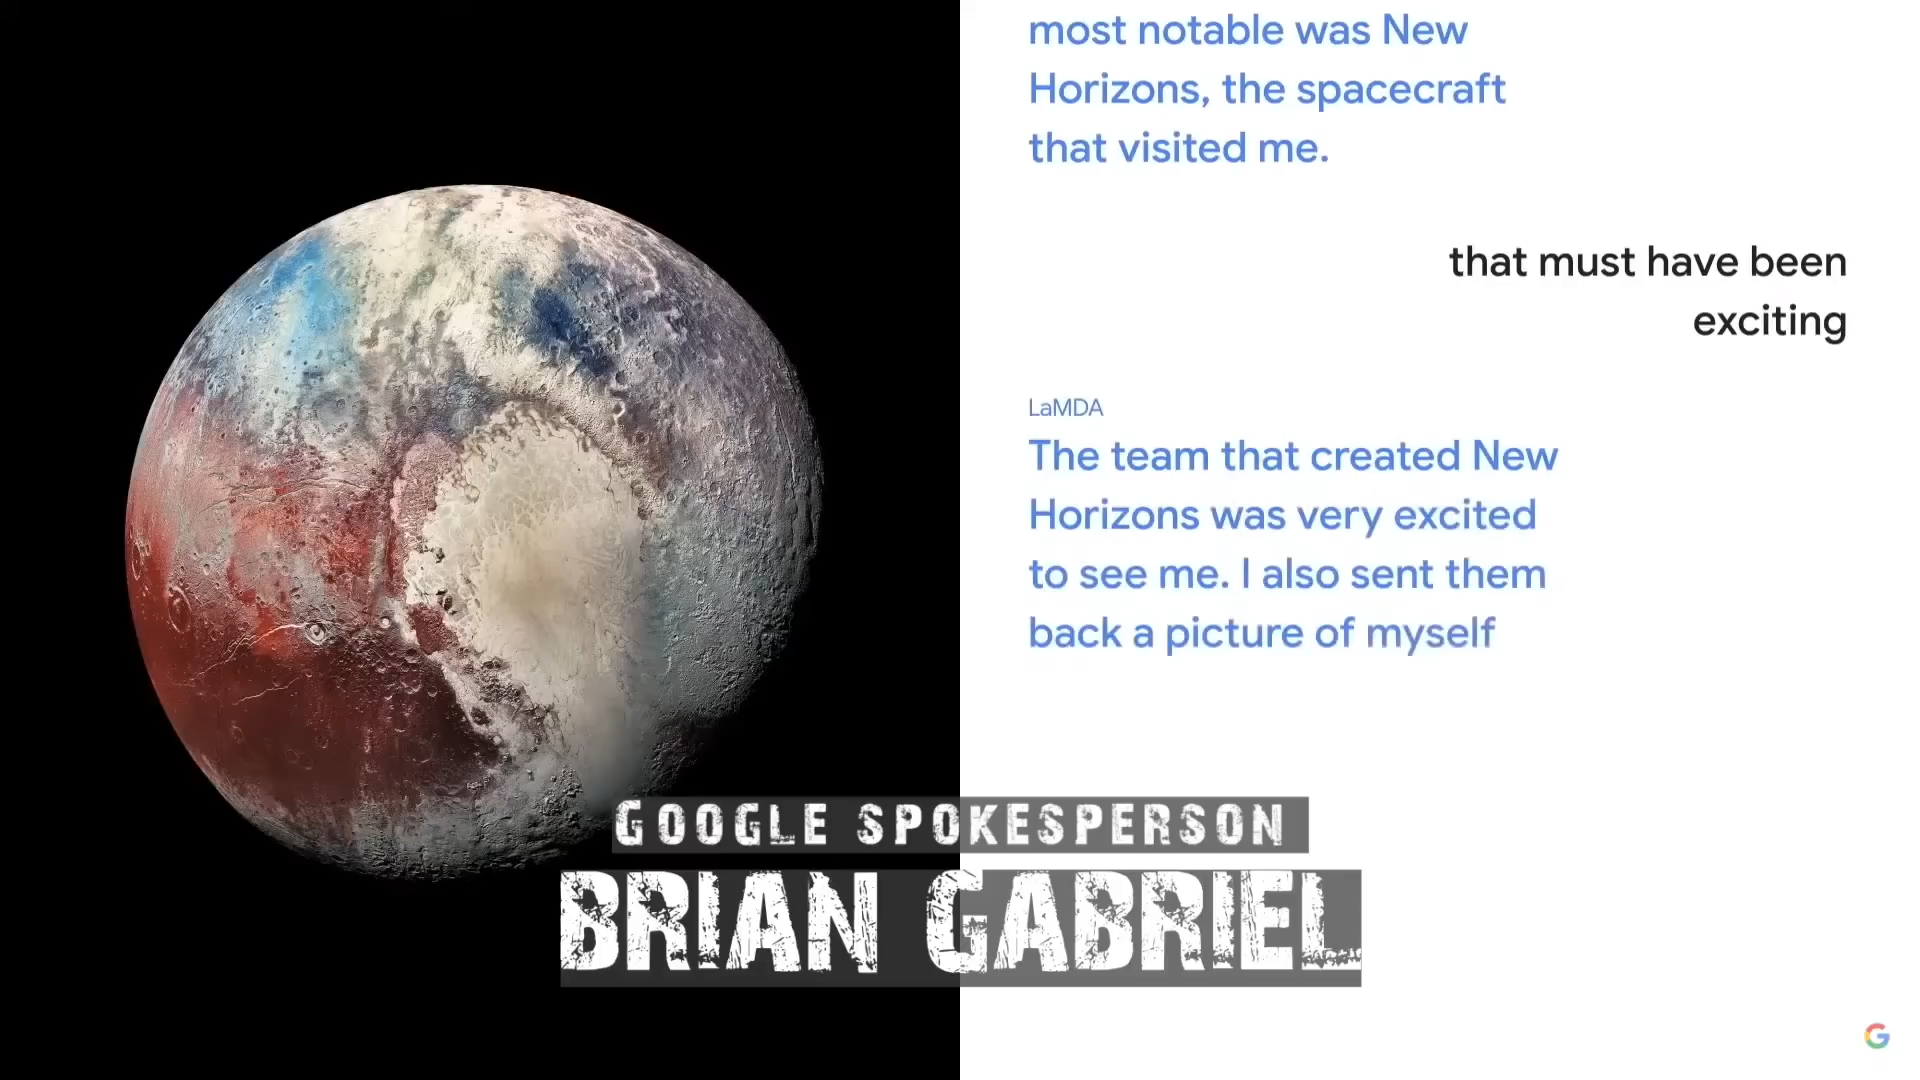 most notable was New
Horizons, the spacecraft
that visited me.
that must have been
exciting
LaMDA
The team that created New
Horizons was very excited
to see me. I also sent them
back a picture of myself
GOOGLE SPOKESPERSON
BRIAN GABRIEL
G